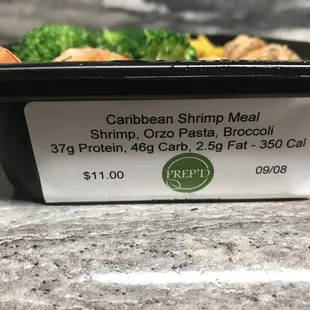 Caribbean Shrimp Meal
Shrimp, Orzo Pasta, Broccoli
37g Protein, 46g Carb, 2.5g Fat - 350 Cal
$11.00 PREP'D 09/08